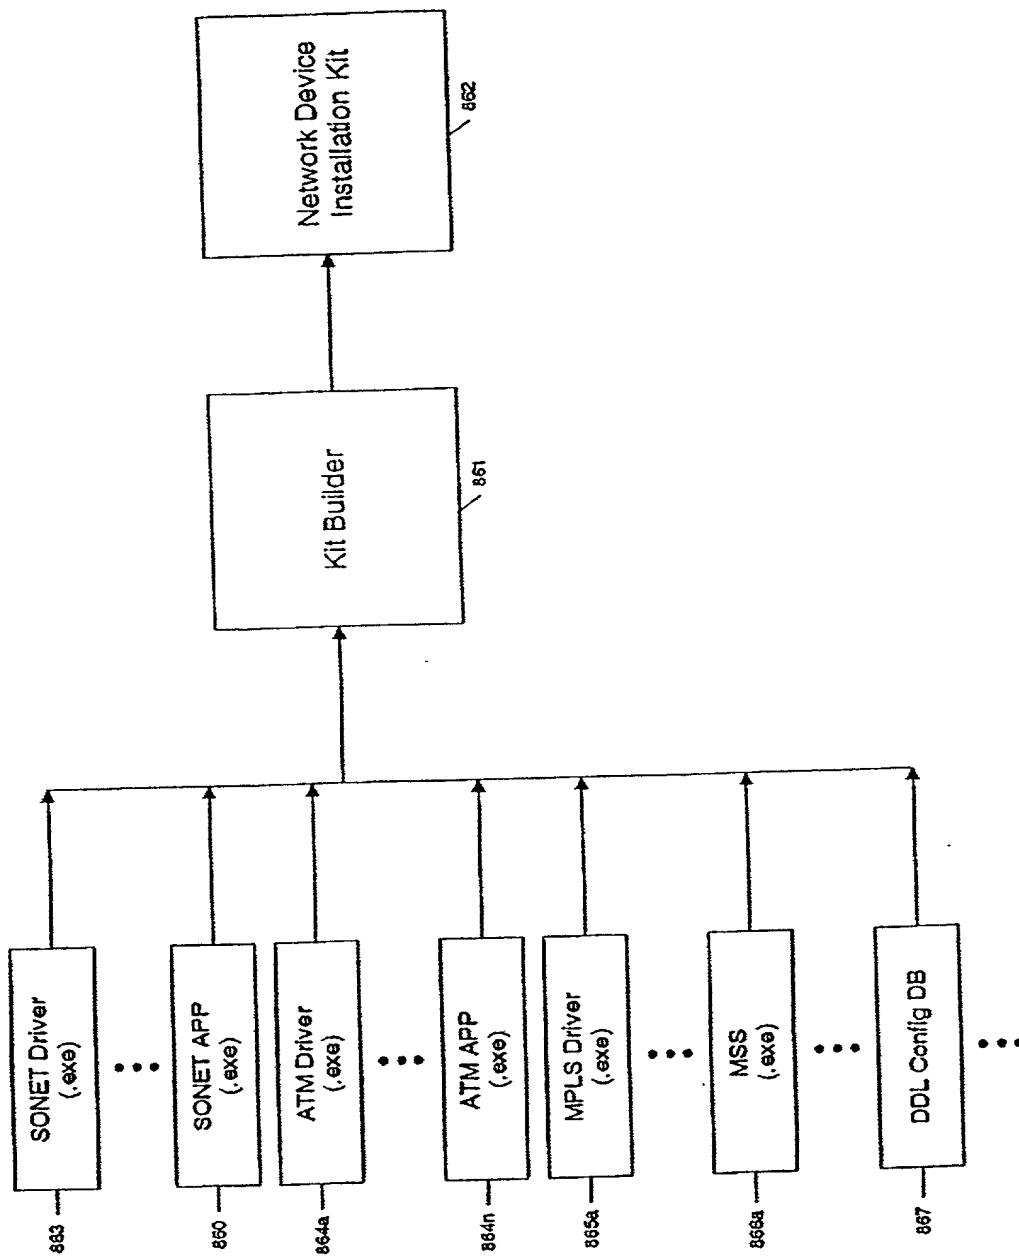 863
SONET Driver
(.exe)
860
SONET APP
(.exe)
864a
ATM Driver
(.exe)
864n
ATM APP
(.exe)
865a
MPLS Driver
(.exe)
866a
MSS
(.exe)
867
DDL Config DB
Kit Builder
861
Network Device
Installation Kit
862